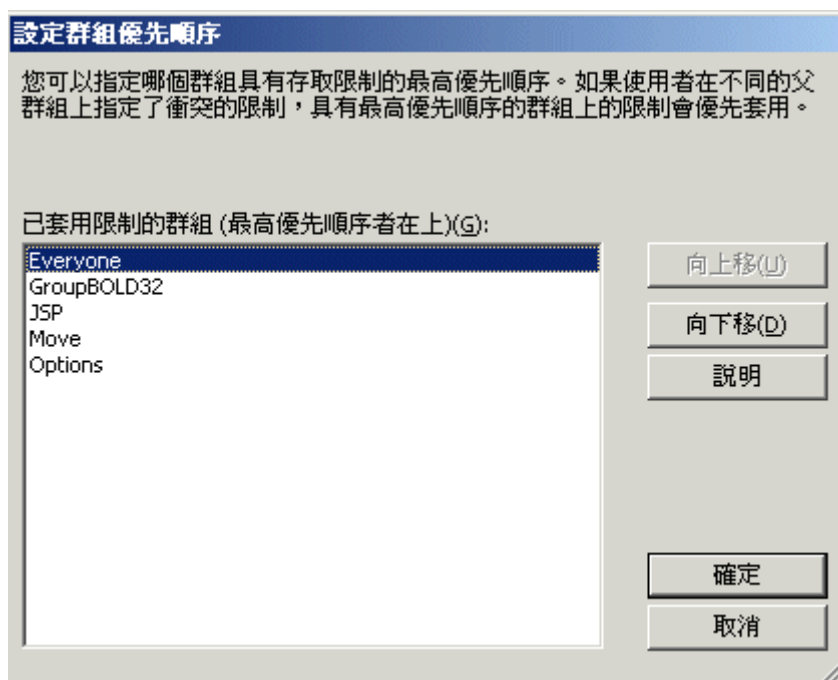 設定群組優先順序
您可以指定哪個群組具有存取限制的最高優先順序。如果使用者在不同的父
群組上指定了衝突的限制，具有最高優先順序的群組上的限制會優先套用。
已套用限制的群組 (最高優先順序者在上)(G):
Everyone
GroupBOLD32
JSP
Move
Options
向上移(U)
向下移(D)
說明
確定
取消